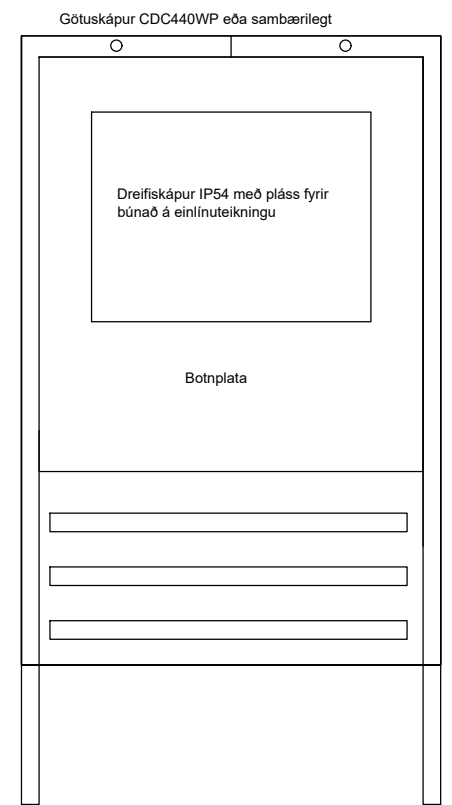 Götuskápur CDC440WP eða sambærilegt
Dreifiskápur IP54 með pláss fyrir
búnað á einlínuteikningu
Botnplata